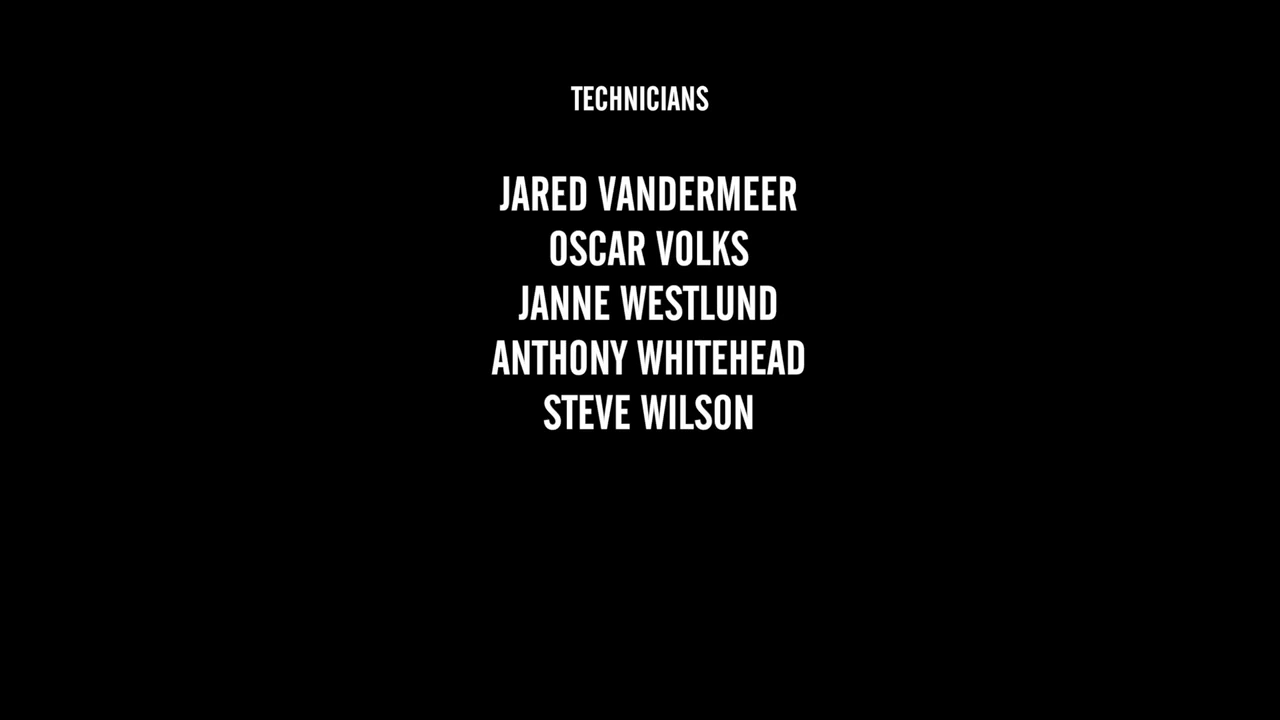 TECHNICIANS
JARED VANDERMEER
OSCAR VOLKS
JANNE WESTLUND
ANTHONY WHITEHEAD
STEVE WILSON